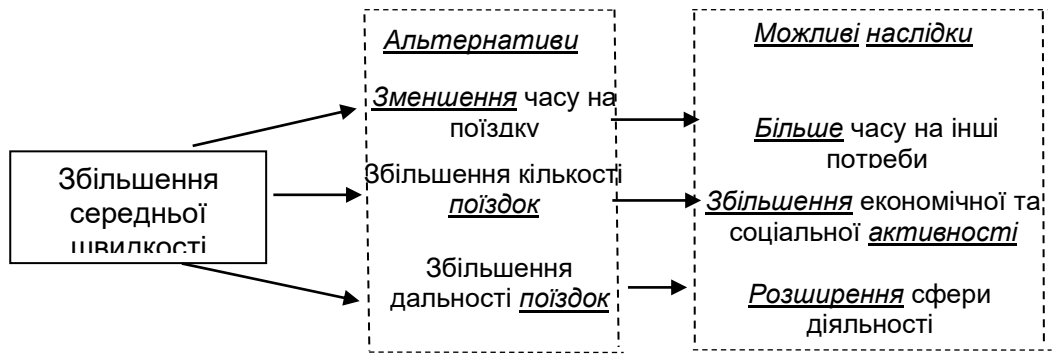 Збільшення
середньої
швидкості
Альтернативи
Зменшення часу на
поїздку
Збільшення кількості
поїздок
Збільшення
дальності поїздок
Можливі наслідки
Більше часу на інші
потреби
Збільшення економічної та
соціальної активності
Розширення сфери
діяльності